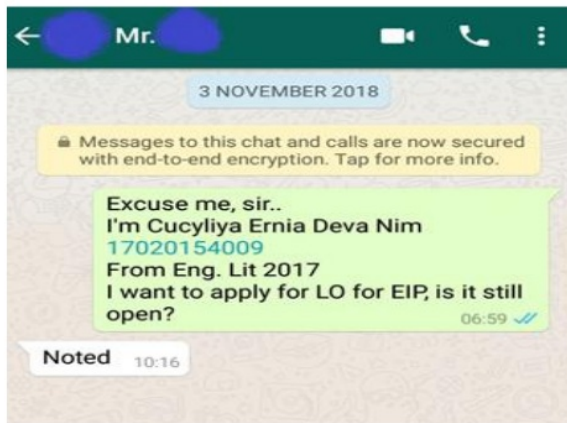 Mr.
3 NOVEMBER 2018
Messages to this chat and calls are now secured
with end-to-end encryption. Tap for more info.
Excuse me, sir..
I'm Cucyliya Ernia Deva Nim
17020154009
From Eng. Lit 2017
I want to apply for LO for EIP, is it still
open?
06:59
Noted 10:16